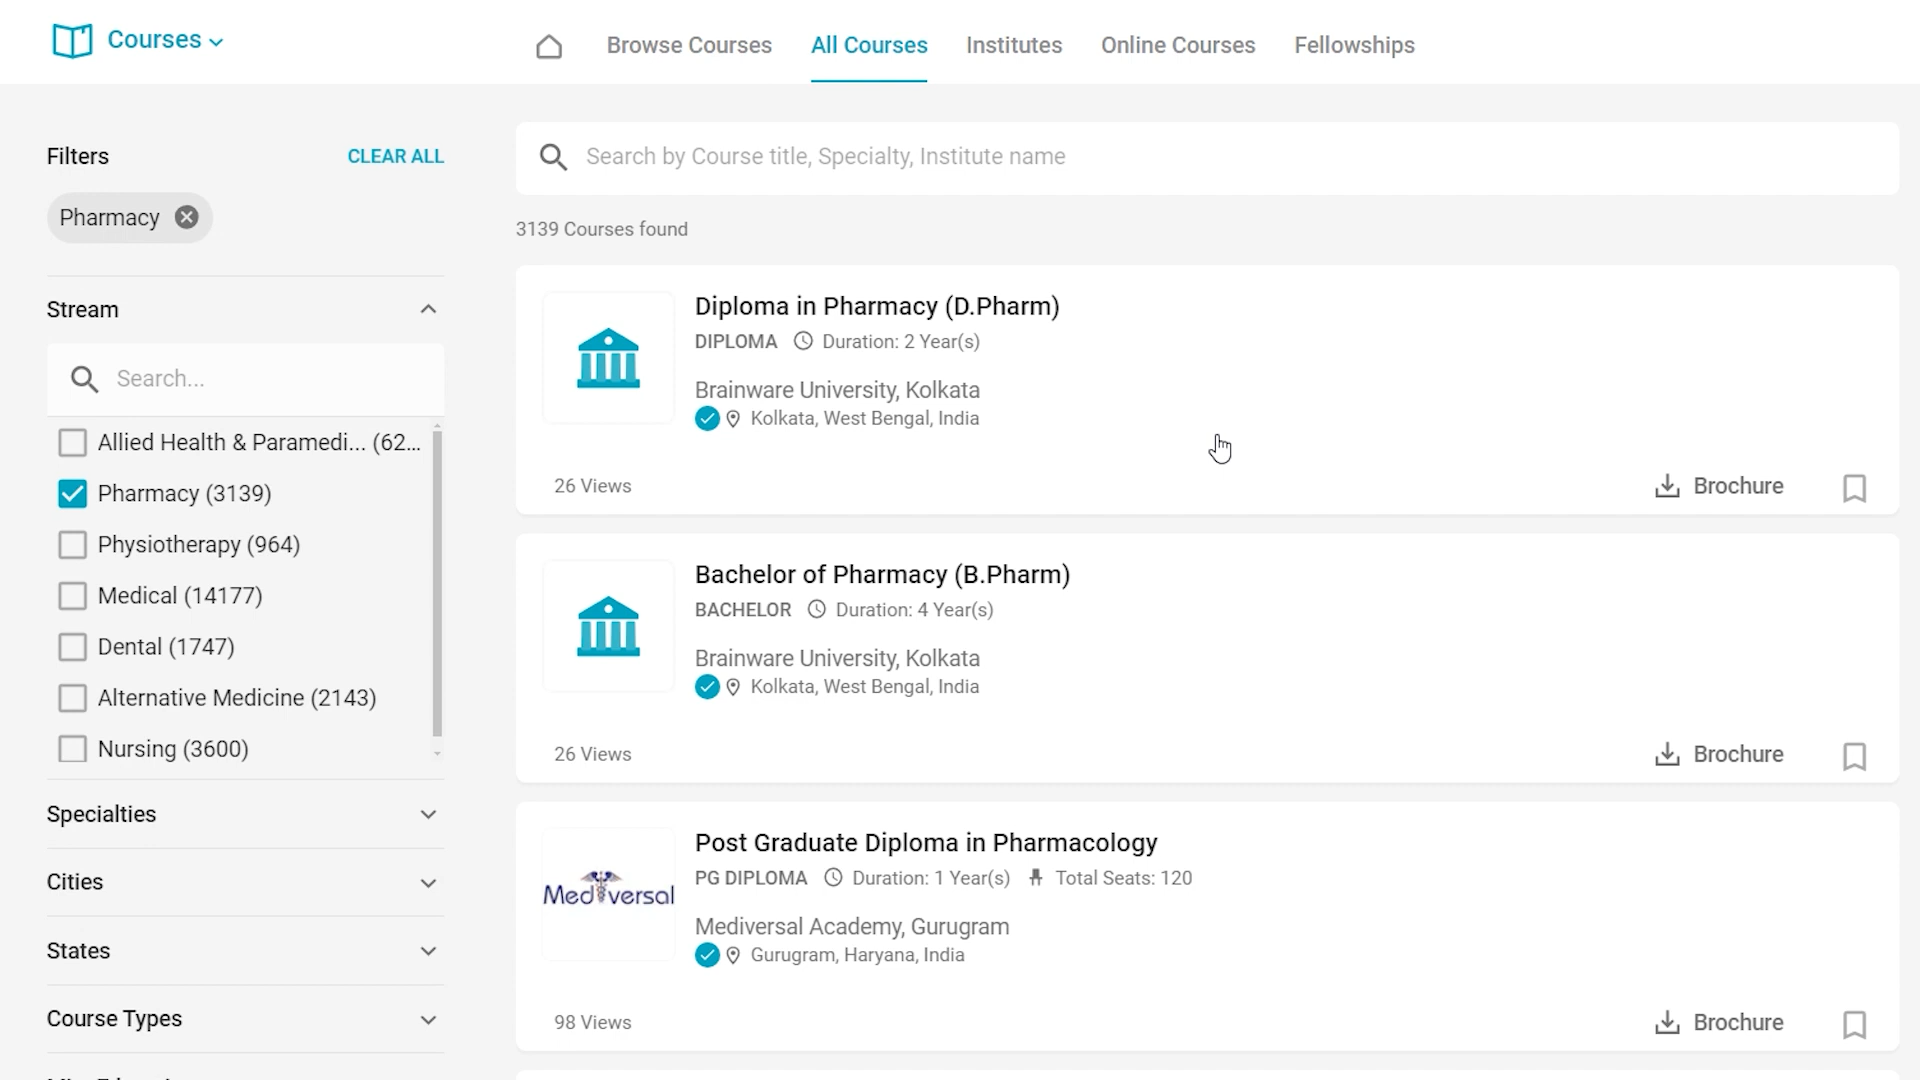 Courses
Browse Courses
All Courses
Institutes
Online Courses
Fellowships
Filters
CLEAR ALL
Pharmacy
Stream
Search...
Allied Health & Paramedi... (62...
Pharmacy (3139)
Physiotherapy (964)
Medical (14177)
Dental (1747)
Alternative Medicine (2143)
Nursing (3600)
Specialties
Cities
States
Course Types
Search by Course title, Specialty, Institute name
3139 Courses found
Diploma in Pharmacy (D.Pharm)
DIPLOMA Duration: 2 Year(s)
Brainware University, Kolkata
Kolkata, West Bengal, India
26 Views
Brochure
Bachelor of Pharmacy (B.Pharm)
BACHELOR Duration: 4 Year(s)
Brainware University, Kolkata
Kolkata, West Bengal, India
26 Views
Brochure
Mediversal
Post Graduate Diploma in Pharmacology
PG DIPLOMA Duration: 1 Year(s) Total Seats: 120
Mediversal Academy, Gurugram
Gurugram, Haryana, India
98 Views
Brochure